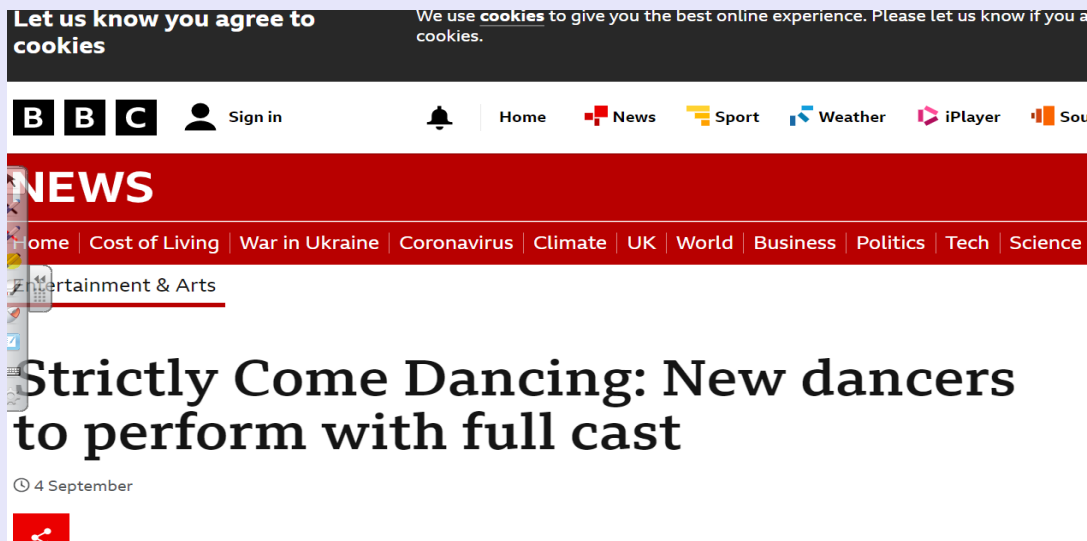 Let us know you agree to
cookies
We use cookies to give you the best online experience. Please let us know if you a
cookies.
BBC Sign in Home News Sport Weather iPlayer Sou
NEWS
Home Cost of Living War in Ukraine Coronavirus Climate UK World Business Politics Tech Science
Entertainment & Arts
Strictly Come Dancing: New dancers
to perform with full cast
4 September